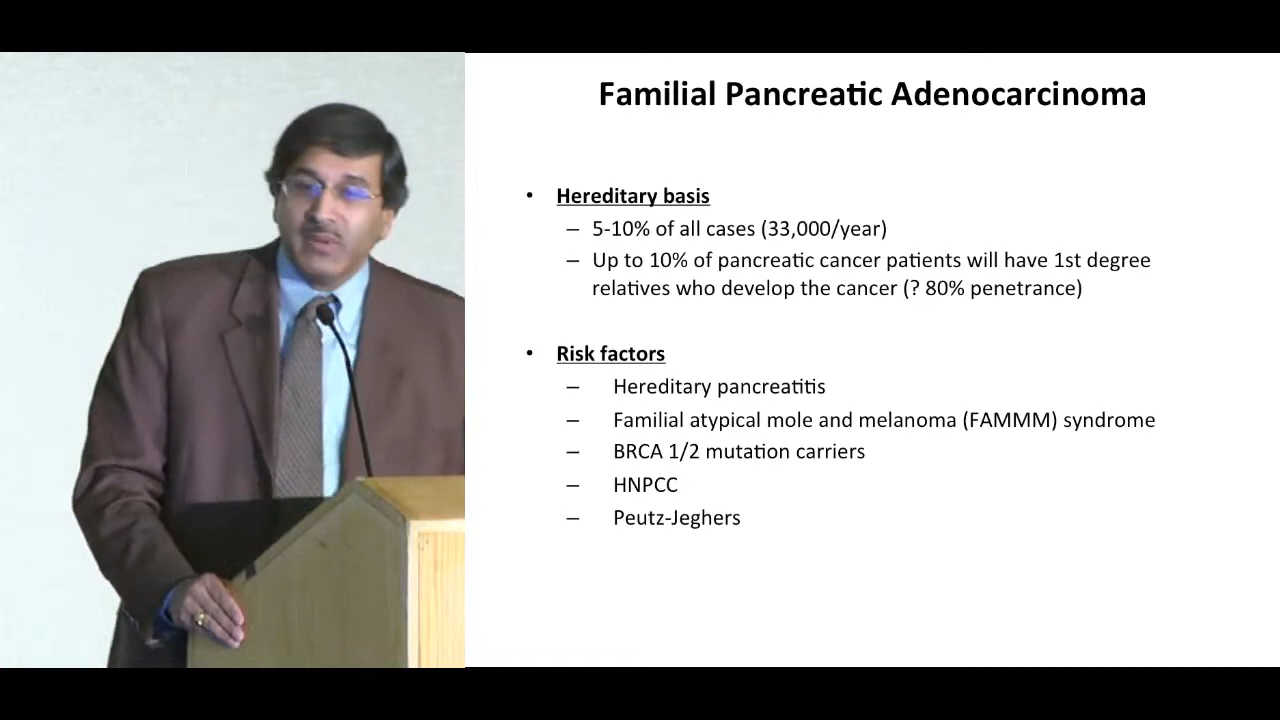 Familial Pancreatic Adenocarcinoma
• Hereditary basis
– 5-10% of all cases (33,000/year)
– Up to 10% of pancreatic cancer patients will have 1st degree
relatives who develop the cancer (? 80% penetrance)
• Risk factors
– Hereditary pancreatitis
– Familial atypical mole and melanoma (FAMMM) syndrome
– BRCA 1/2 mutation carriers
– HNPCC
– Peutz-Jeghers